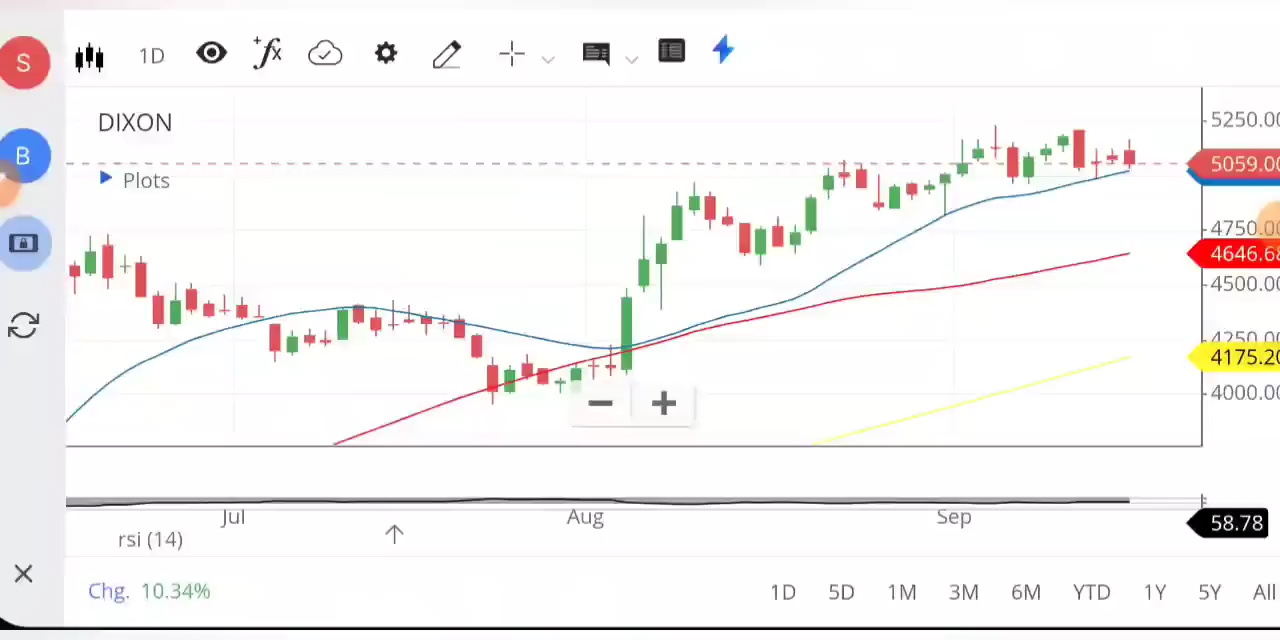 S
1D
fx
DIXON
5250.00
B
5059.00
Plots
4750.00
4646.68
4500.00
4250.00
4175.20
4000.00
Jul
Aug
Sep
58.78
rsi (14)
Chg. 10.34%
1D 5D 1M 3M 6M YTD 1Y 5Y All